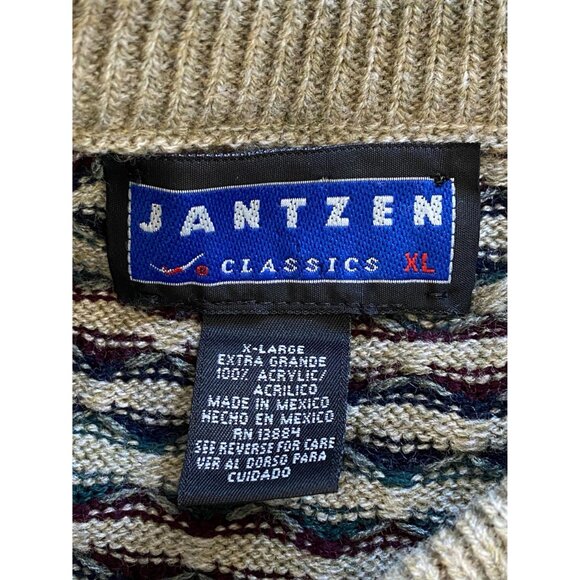 JANTZEN
CLASSICS XL
X-LARGE
EXTRA GRANDE
100% ACRYLIC/
ACRILICO
MADE IN MEXICO
HECHO EN MEXICO
RN 13884
SEE REVERSE FOR CARE
VER AL DORSO PARA
CUIDADO